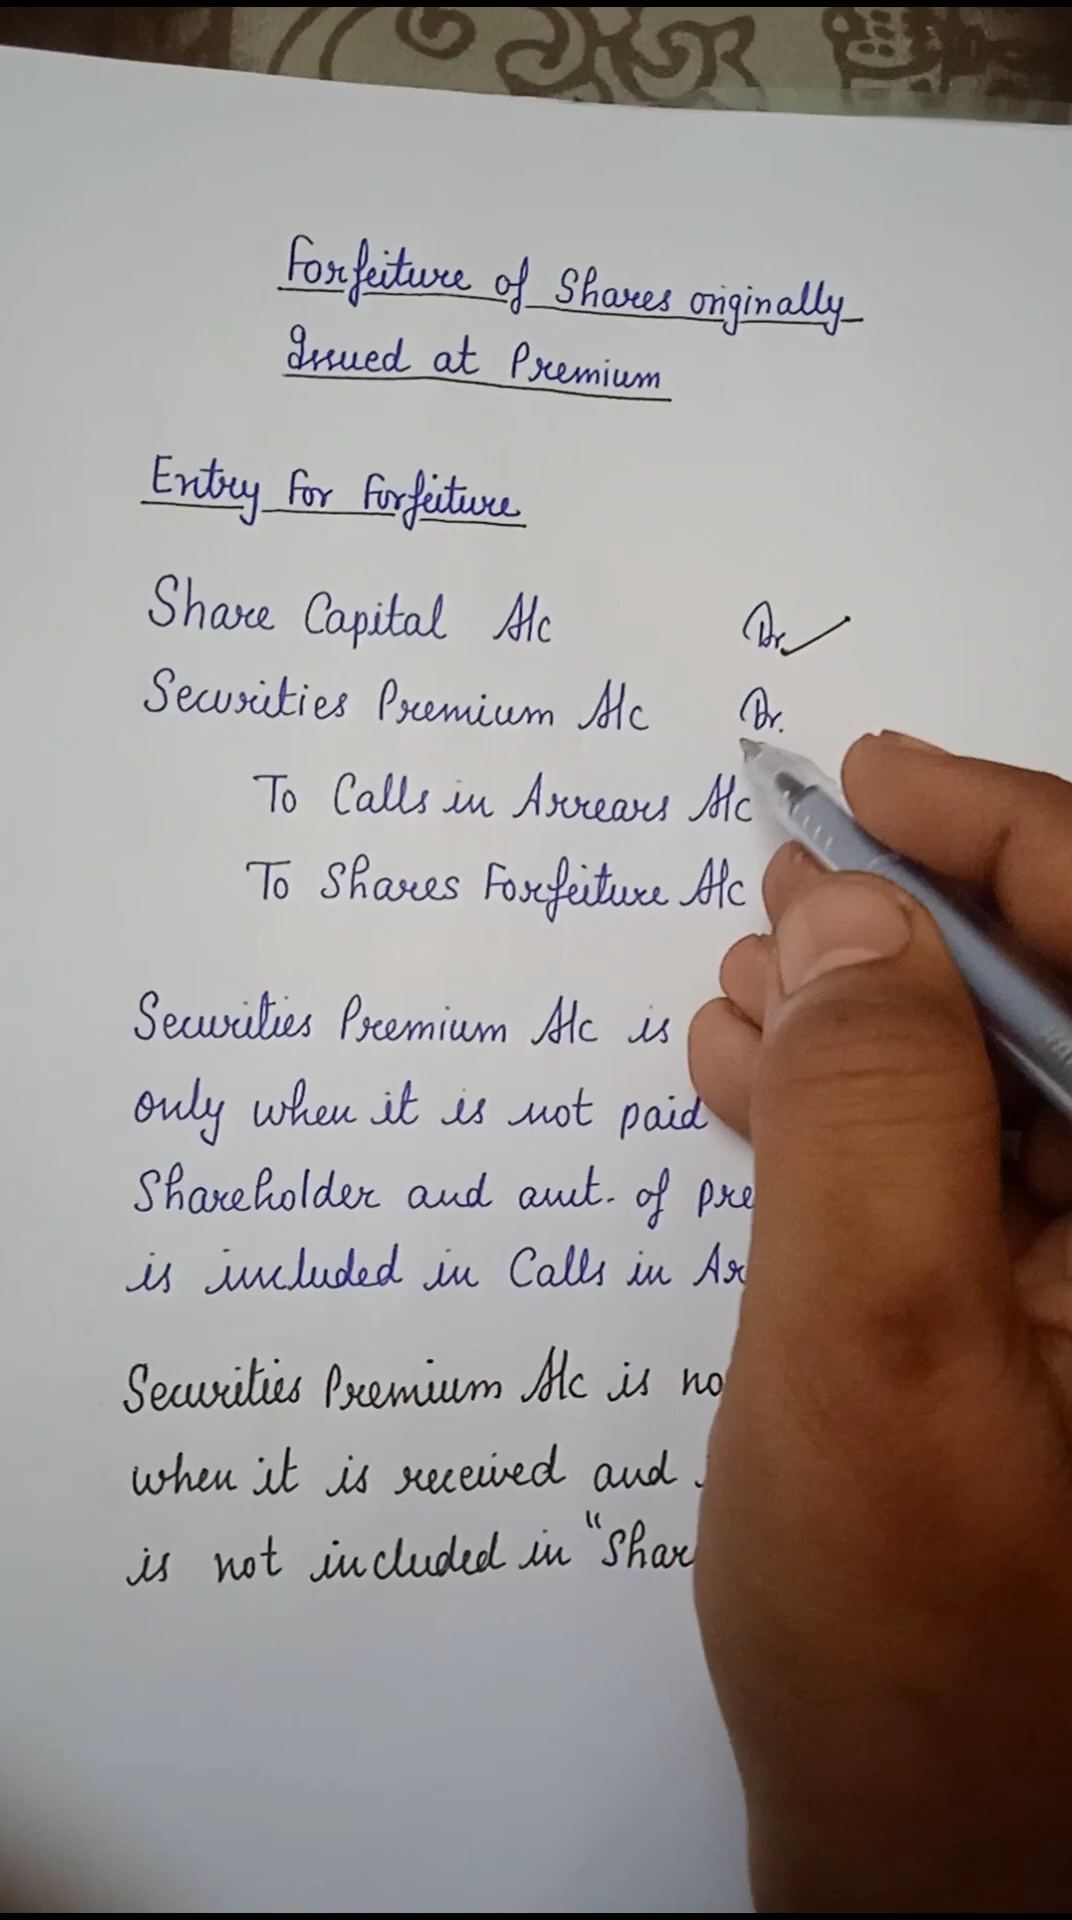 Forfeiture of Shares originally
Issued at Premium
Entry For Forfeiture
Share Capital A/c Dr.
Securities Premium A/c Dr.
To Calls in Arrears A/c
To Shares Forfeiture A/c
Securities Premium A/c is
only when it is not paid
Shareholder and amt. of pre
is included in Calls in Ar
Securities Premium A/c is no
when it is received and
is not included in "Shar